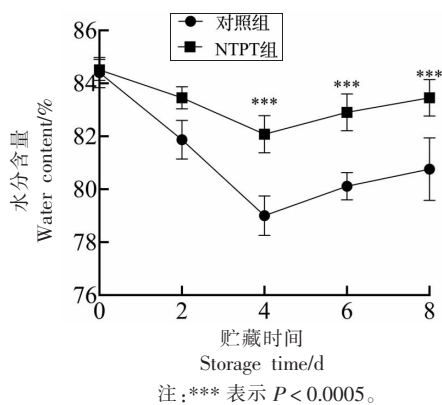 86
84
82
80
78
76
水分含量
Water content/%
对照组
NTPT组
*** *** ***
0 2 4 6 8
贮藏时间
Storage time/d
注:*** 表示 P < 0.0005。